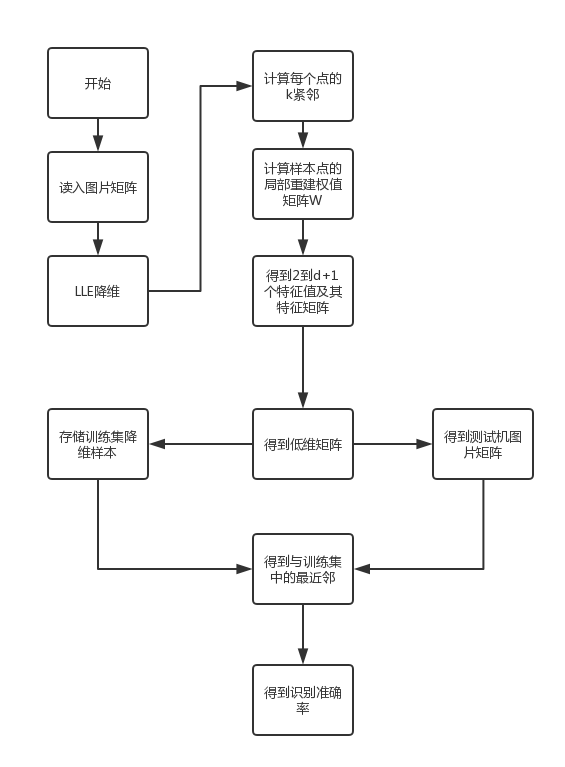 开始
读入图片矩阵
LLE降维
计算每个点的
k紧邻
计算样本点的
局部重建权值
矩阵W
得到2到d+1
个特征值及其
特征矩阵
存储训练集降
维样本
得到低维矩阵
得到测试机图
片矩阵
得到与训练集
中的最近邻
得到识别准确
率